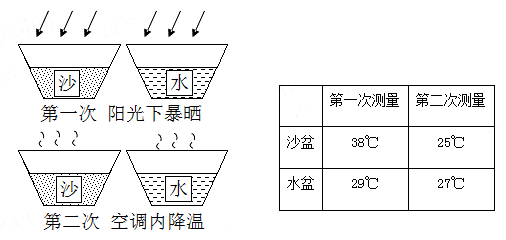 沙 水
第一次 阳光下暴晒
沙 水
第二次 空调内降温
第一次测量 第二次测量
沙盆 38℃ 25℃
水盆 29℃ 27℃